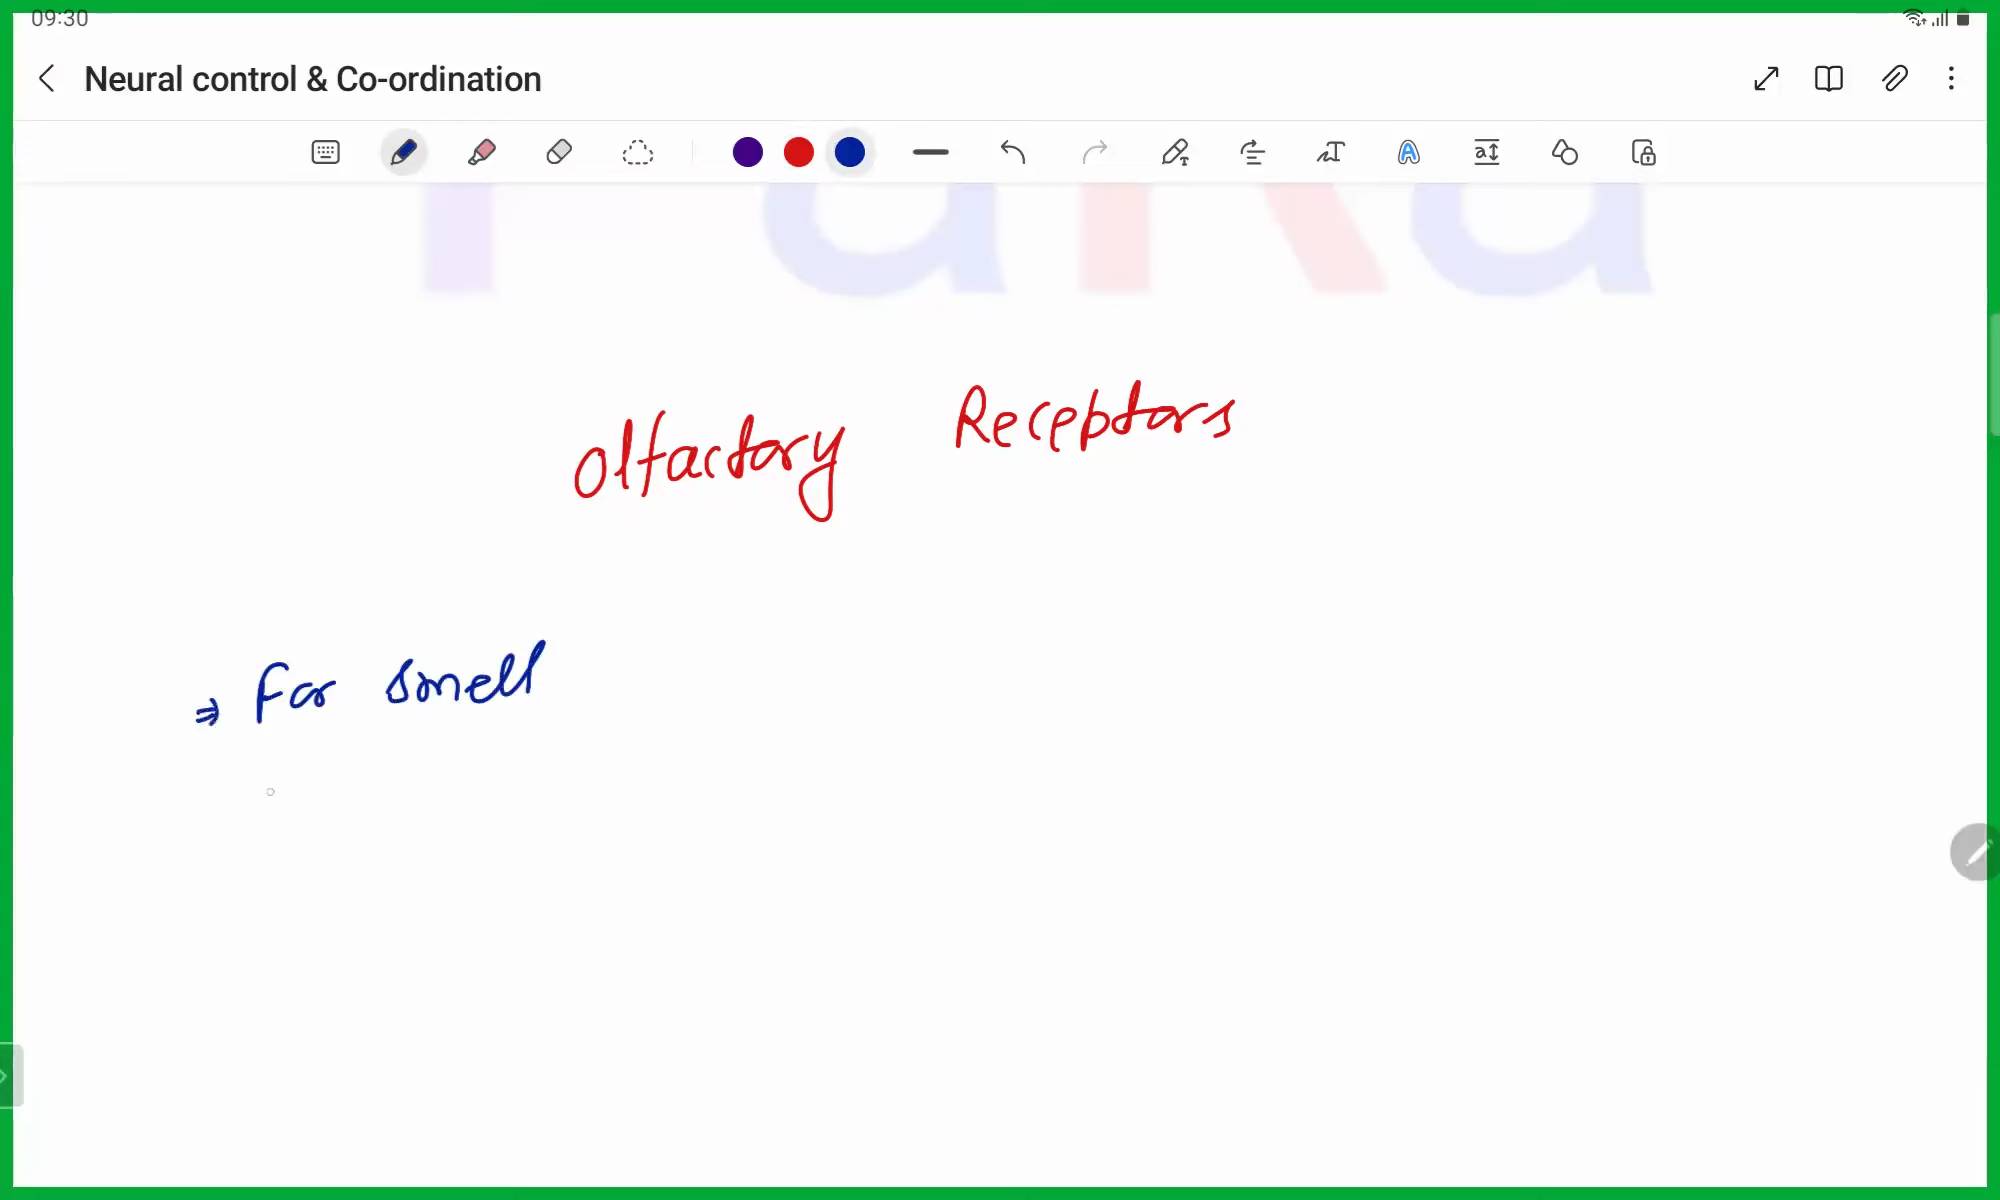 09:30
Neural control & Co-ordination
Olfactory Receptors
⇒ For smell